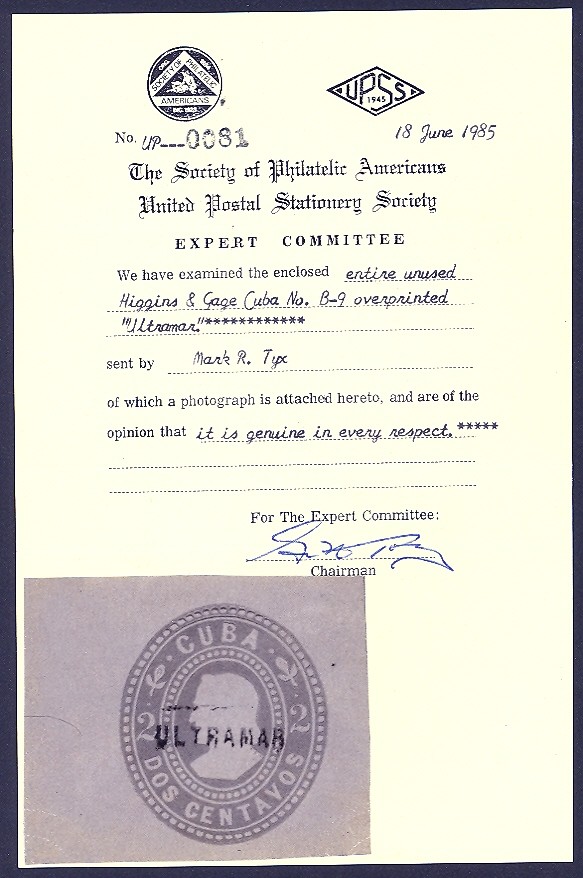 SOCIETY OF PHILATELIC
AMERICANS
UPSS
1945
No. UP---0081
18 June 1985
The Society of Philatelic Americans
United Postal Stationery Society
EXPERT COMMITTEE
We have examined the enclosed entire unused
Higgins & Gage Cuba No. B-9 overprinted
"Ultramar."************
sent by Mark R. Tyx
of which a photograph is attached hereto, and are of the
opinion that it is genuine in every respect.*****
For The Expert Committee:
Chairman
CUBA
2 2
ULTRAMAR
DOS CENTAVOS